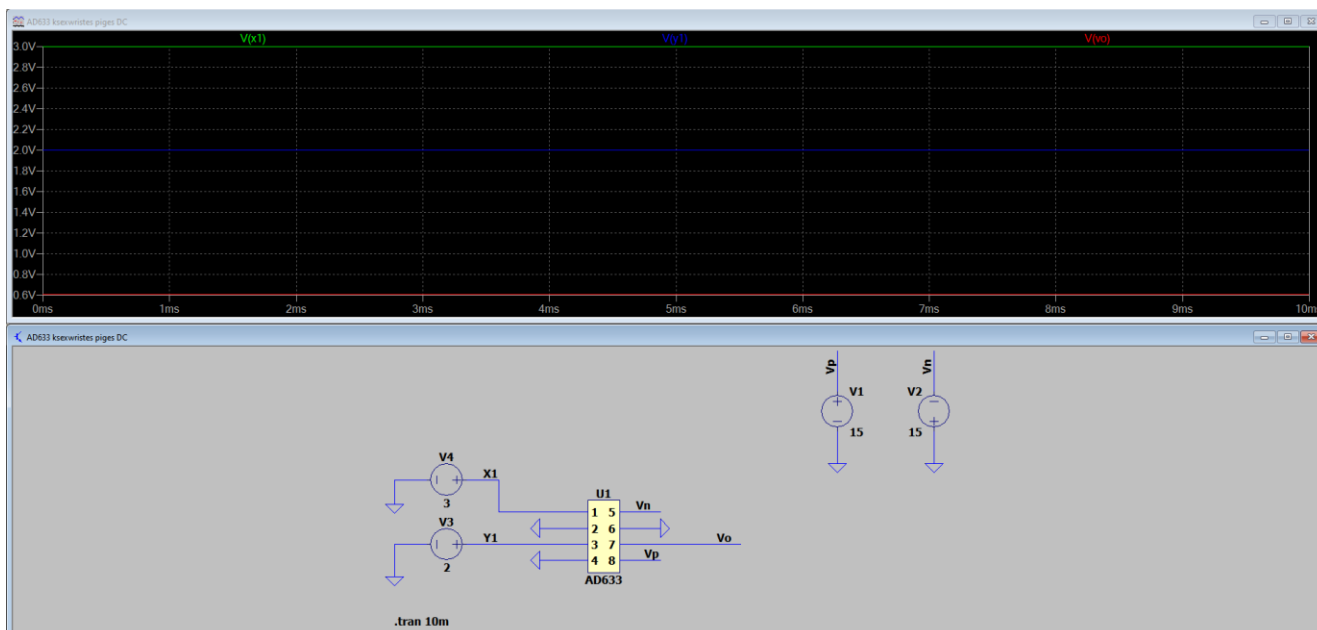 AD633 ksexwristes piges DC
V(x1) V(y1) V(vo)
3.0V
2.8V
2.6V
2.4V
2.2V
2.0V
1.8V
1.6V
1.4V
1.2V
1.0V
0.8V
0.6V
0ms 1ms 2ms 3ms 4ms 5ms 6ms 7ms 8ms 9ms 10m
AD633 ksexwristes piges DC
Vp Vn
V1 V2
15 15
V4
X1
3
U1
1 5 Vn
V3
2 6
Y1 3 7 Vo
2
4 8 Vp
AD633
.tran 10m